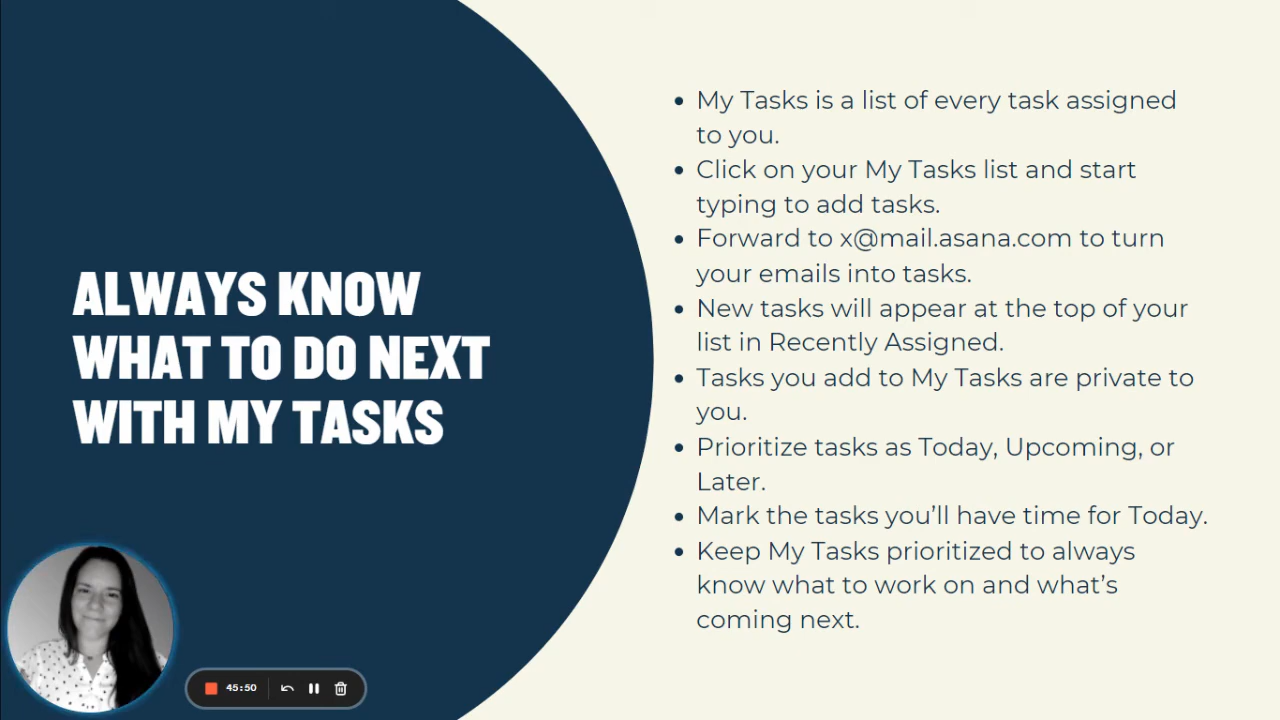 ALWAYS KNOW
WHAT TO DO NEXT
WITH MY TASKS
• My Tasks is a list of every task assigned
to you.
• Click on your My Tasks list and start
typing to add tasks.
• Forward to x@mail.asana.com to turn
your emails into tasks.
• New tasks will appear at the top of your
list in Recently Assigned.
• Tasks you add to My Tasks are private to
you.
• Prioritize tasks as Today, Upcoming, or
Later.
• Mark the tasks you’ll have time for Today.
• Keep My Tasks prioritized to always
know what to work on and what’s
coming next.
45:50